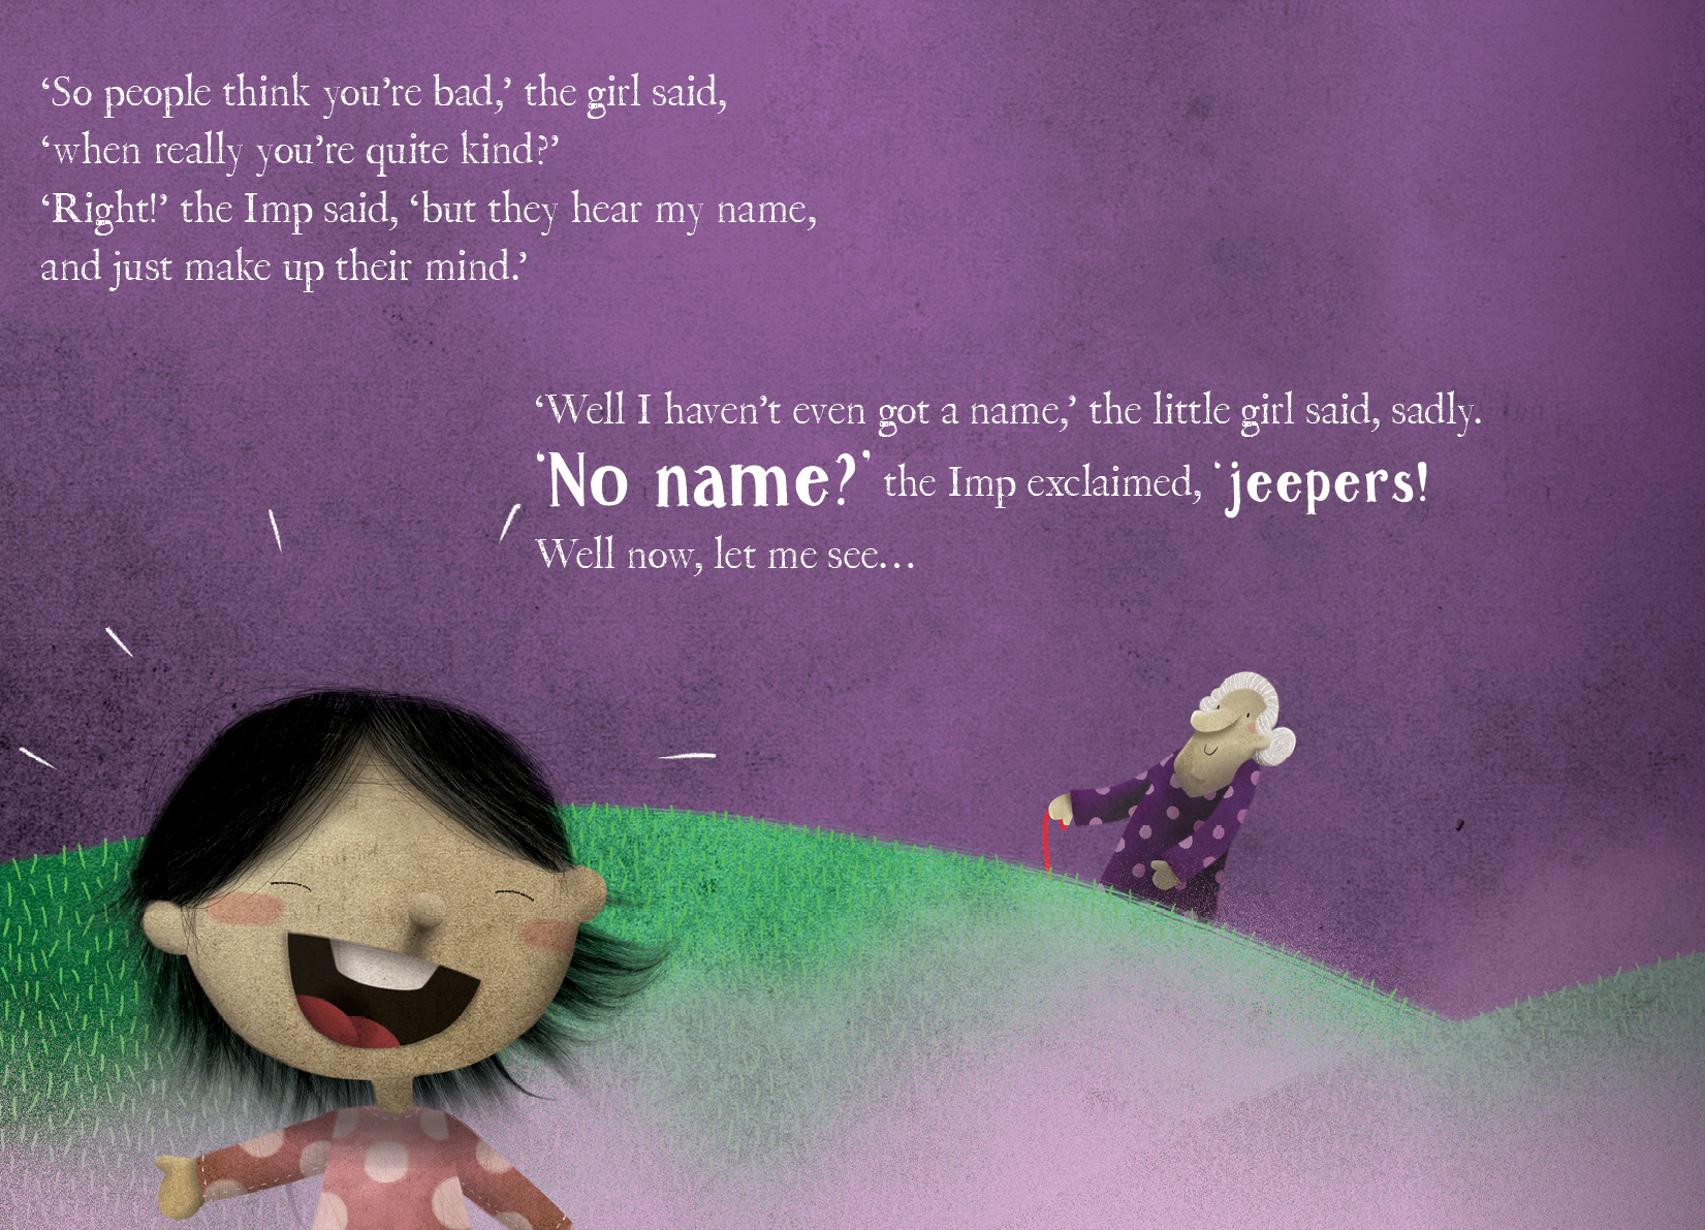 ‘So people think you’re bad,’ the girl said,
‘when really you’re quite kind?’
‘Right!’ the Imp said, ‘but they hear my name,
and just make up their mind.’
‘Well I haven’t even got a name,’ the little girl said, sadly.
‘No name?’ the Imp exclaimed, ‘jeepers!
Well now, let me see…